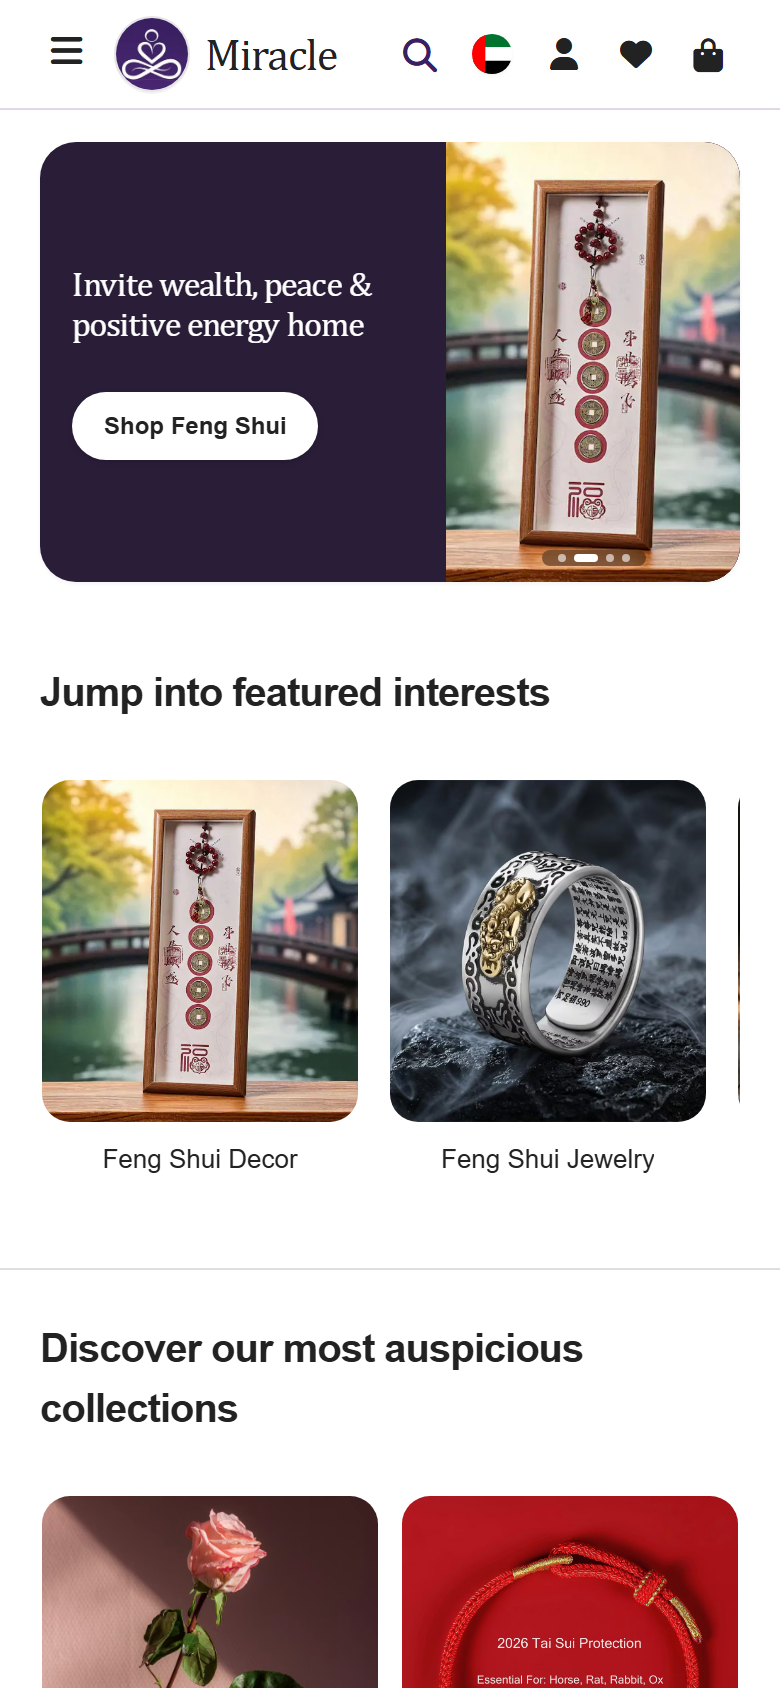 Miracle
Invite wealth, peace &
positive energy home
Shop Feng Shui
Jump into featured interests
Feng Shui Decor
Feng Shui Jewelry
Discover our most auspicious
collections
2026 Tai Sui Protection
Essential For: Horse, Rat, Rabbit, Ox